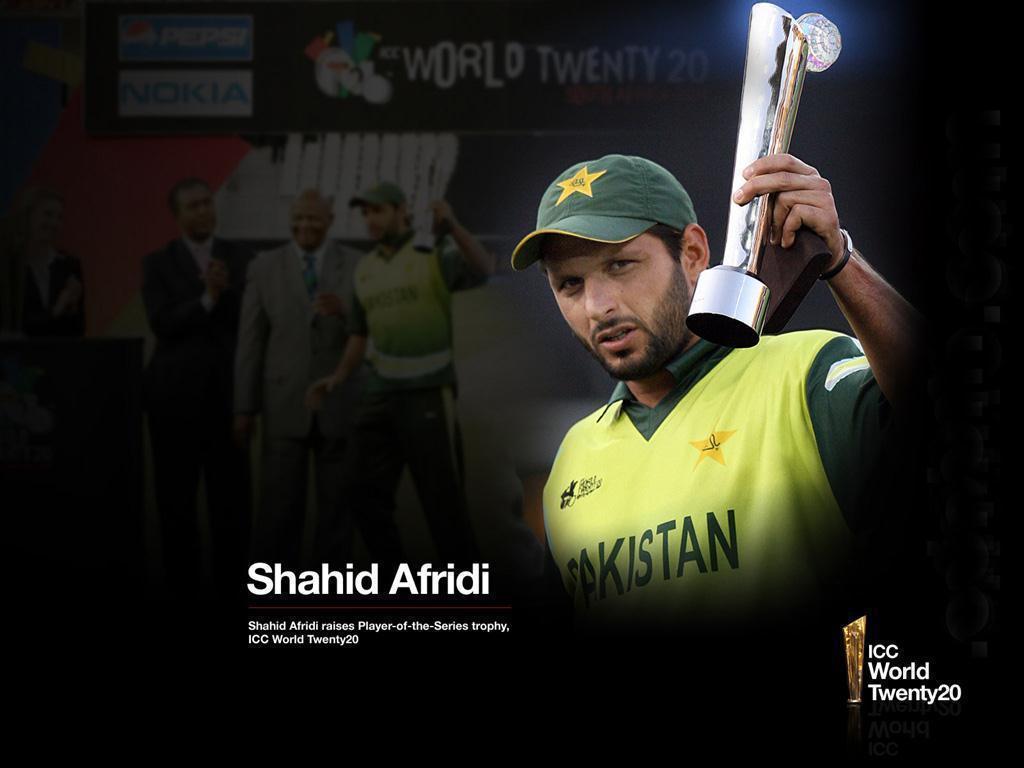 PEPSI
NOKIA
ICC
WORLD TWENTY 20
PAKISTAN
PAKISTAN
Shahid Afridi
Shahid Afridi raises Player-of-the-Series trophy,
ICC World Twenty20
ICC
World
Twenty20